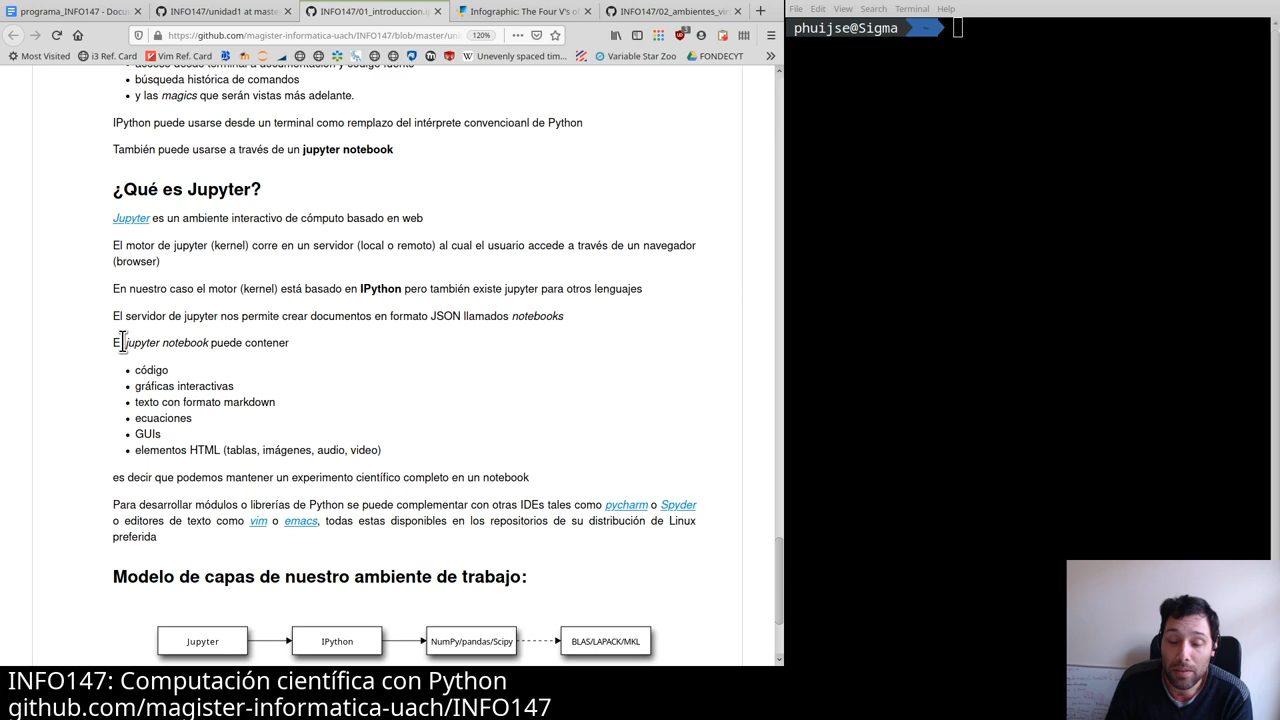 programa_INFO147 - Docu
INFO147/unidad1 at maste
INFO147/01_introduccion.i
Infographic: The Four V's o
INFO147/02_ambientes_vir
File Edit View Search Terminal Help
https://github.com/magister-informatica-uach/INFO147/blob/master/uni
120%
phuijse@Sigma ~
Most Visited
i3 Ref. Card
Vim Ref. Card
Unevenly spaced tim...
Variable Star Zoo
FONDECYT
acceso desde terminal a documentación y código fuente
búsqueda histórica de comandos
y las magics que serán vistas más adelante.
IPython puede usarse desde un terminal como remplazo del intérprete convencioanl de Python
También puede usarse a través de un jupyter notebook
¿Qué es Jupyter?
Jupyter es un ambiente interactivo de cómputo basado en web
El motor de jupyter (kernel) corre en un servidor (local o remoto) al cual el usuario accede a través de un navegador
(browser)
En nuestro caso el motor (kernel) está basado en IPython pero también existe jupyter para otros lenguajes
El servidor de jupyter nos permite crear documentos en formato JSON llamados notebooks
E jupyter notebook puede contener
código
gráficas interactivas
texto con formato markdown
ecuaciones
GUIs
elementos HTML (tablas, imágenes, audio, video)
es decir que podemos mantener un experimento científico completo en un notebook
Para desarrollar módulos o librerías de Python se puede complementar con otras IDEs tales como pycharm o Spyder
o editores de texto como vim o emacs, todas estas disponibles en los repositorios de su distribución de Linux
preferida
Modelo de capas de nuestro ambiente de trabajo:
Jupyter
IPython
NumPy/pandas/Scipy
BLAS/LAPACK/MKL
INFO147: Computación científica con Python
github.com/magister-informatica-uach/INFO147